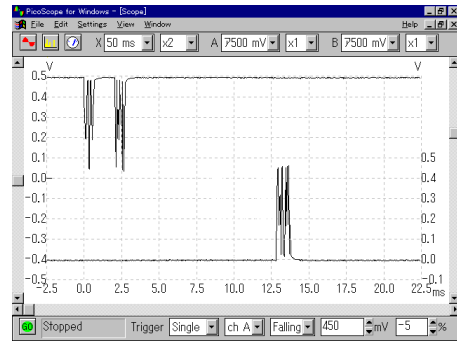 PicoScope for Windows - [Scope]
File Edit Settings View Window Help
X 50 ms x2 A 7500 mV x1 B 7500 mV x1
V V
0.5
0.4
0.3
0.2
0.1 0.5
0.0 0.4
-0.1 0.3
-0.2 0.2
-0.3 0.1
-0.4 0.0
-0.5 -0.1
-2.5 0.0 2.5 5.0 7.5 10.0 12.5 15.0 17.5 20.0 22.5 ms
GO Stopped Trigger Single ch A Falling 450 mV -5 %